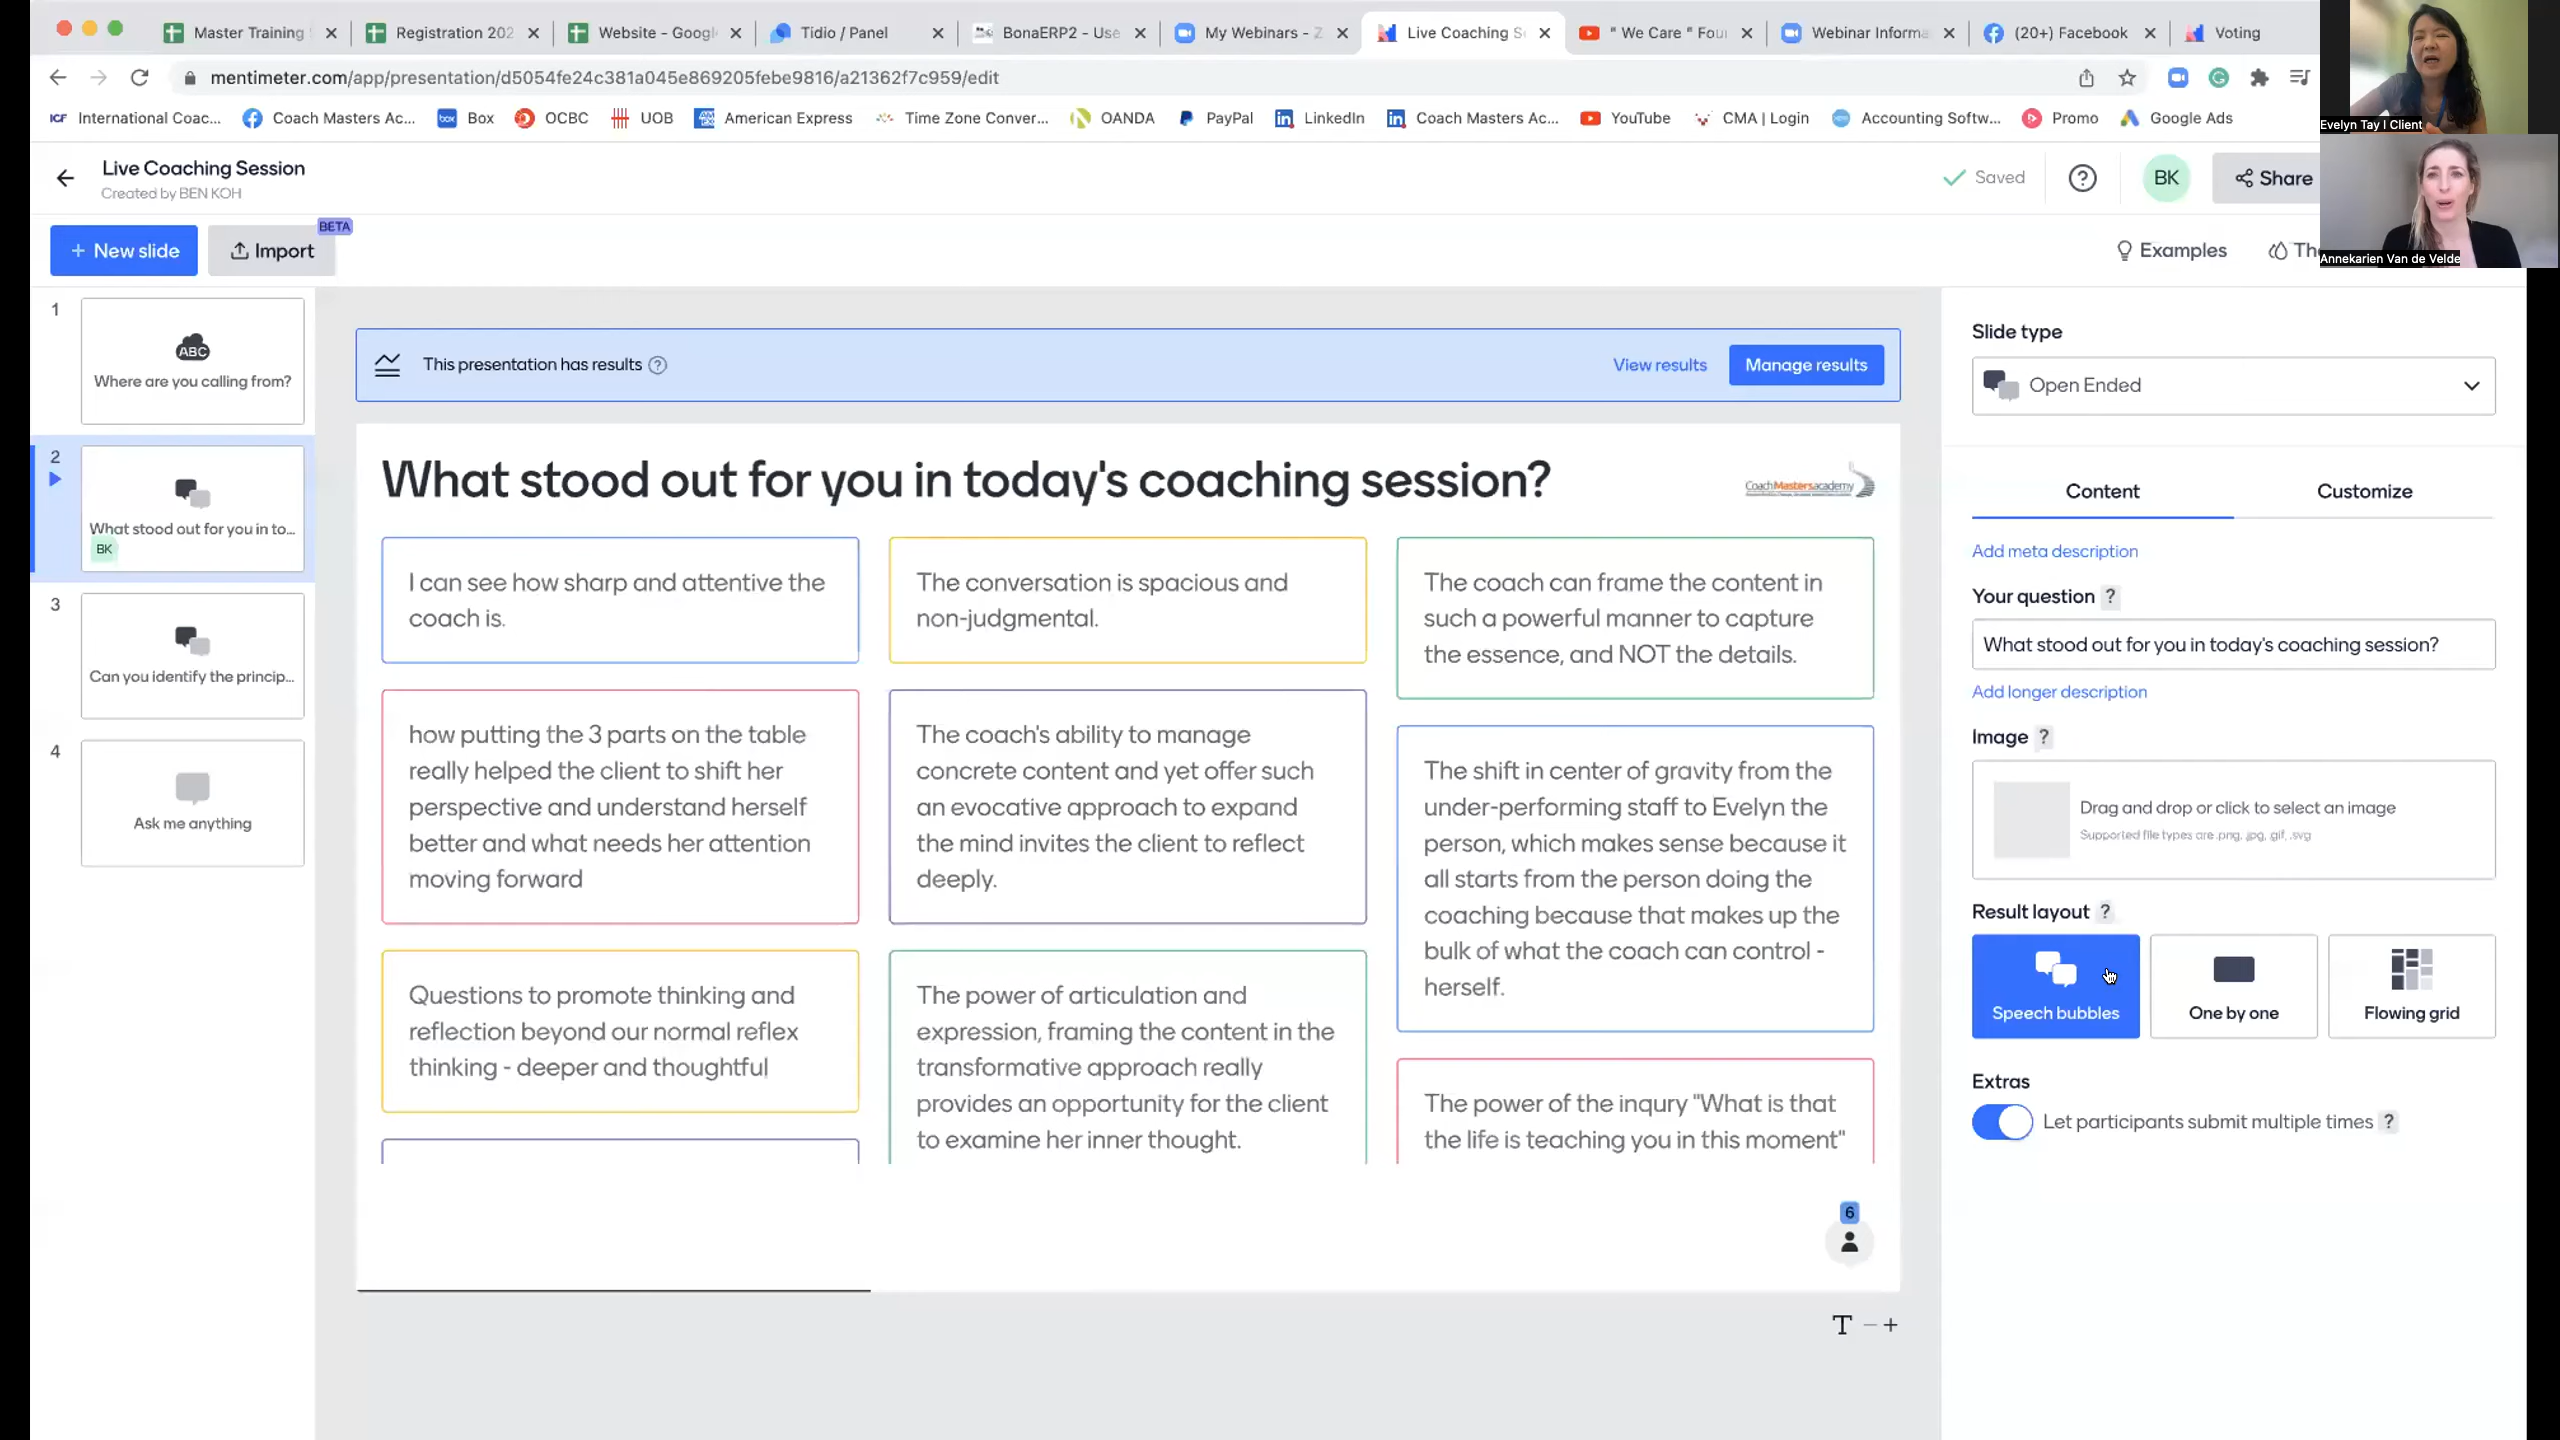 Master Training
Registration 202
Website - Googl
Tidio / Panel
BonaERP2 - Use
My Webinars - Z
Live Coaching S
" We Care " Four
Webinar Informa
(20+) Facebook
Voting
mentimeter.com/app/presentation/d5054fe24c381a045e869205febe9816/a21362f7c959/edit
ICF International Coac...
Coach Masters Ac...
box Box
OCBC
UOB
American Express
Time Zone Conver...
OANDA
PayPal
LinkedIn
Coach Masters Ac...
YouTube
CMA | Login
Accounting Softw...
Promo
Google Ads
Evelyn Tay I Client
Annekarien Van de Velde
Live Coaching Session
Created by BEN KOH
Saved
BK
Share
+ New slide
Import
BETA
Examples
Th
1
ABC
Where are you calling from?
2
What stood out for you in to...
BK
3
Can you identify the princip...
4
Ask me anything
This presentation has results ?
View results
Manage results
What stood out for you in today's coaching session?
CoachMastersacademy
I can see how sharp and attentive the
coach is.
how putting the 3 parts on the table
really helped the client to shift her
perspective and understand herself
better and what needs her attention
moving forward
Questions to promote thinking and
reflection beyond our normal reflex
thinking - deeper and thoughtful
The conversation is spacious and
non-judgmental.
The coach's ability to manage
concrete content and yet offer such
an evocative approach to expand
the mind invites the client to reflect
deeply.
The power of articulation and
expression, framing the content in the
transformative approach really
provides an opportunity for the client
to examine her inner thought.
The coach can frame the content in
such a powerful manner to capture
the essence, and NOT the details.
The shift in center of gravity from the
under-performing staff to Evelyn the
person, which makes sense because it
all starts from the person doing the
coaching because that makes up the
bulk of what the coach can control -
herself.
The power of the inqury "What is that
the life is teaching you in this moment"
6
T - +
Slide type
Open Ended
Content
Customize
Add meta description
Your question ?
What stood out for you in today's coaching session?
Add longer description
Image ?
Drag and drop or click to select an image
Supported file types are .png, .jpg, .gif, .svg
Result layout ?
Speech bubbles
One by one
Flowing grid
Extras
Let participants submit multiple times ?